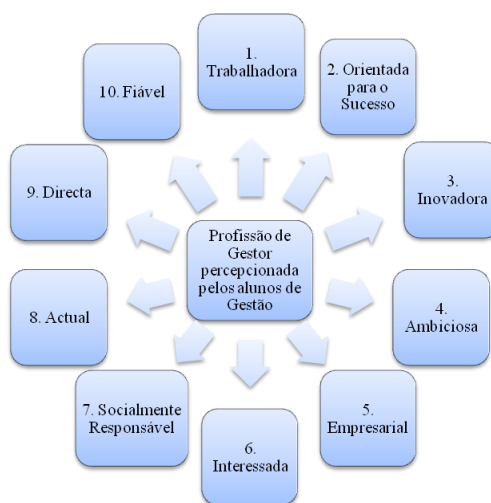 1.
Trabalhadora
2. Orientada
para o
Sucesso
3.
Inovadora
4.
Ambiciosa
5.
Empresarial
6.
Interessada
7. Socialmente
Responsável
8. Actual
9. Directa
10. Fiável
Profissão de
Gestor
percepcionada
pelos alunos de
Gestão